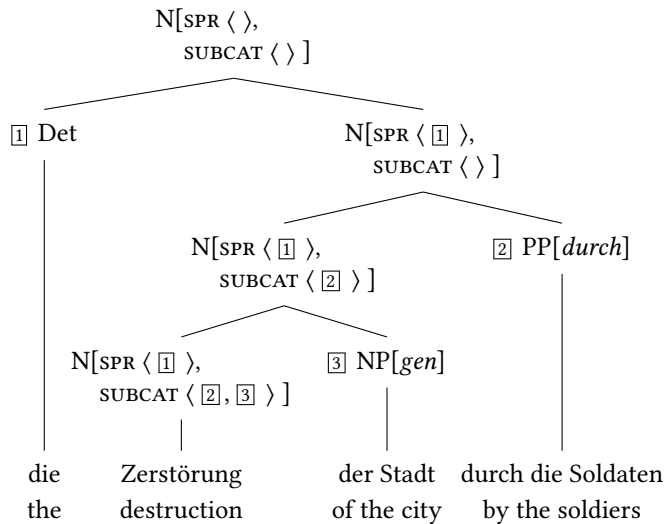 N[SPR ⟨ ⟩,
SUBCAT ⟨ ⟩ ]
1 Det
N[SPR ⟨ 1 ⟩,
SUBCAT ⟨ ⟩ ]
N[SPR ⟨ 1 ⟩,
SUBCAT ⟨ 2 ⟩ ]
2 PP[durch]
N[SPR ⟨ 1 ⟩,
SUBCAT ⟨ 2, 3 ⟩ ]
3 NP[gen]
die Zerstörung der Stadt durch die Soldaten
the destruction of the city by the soldiers